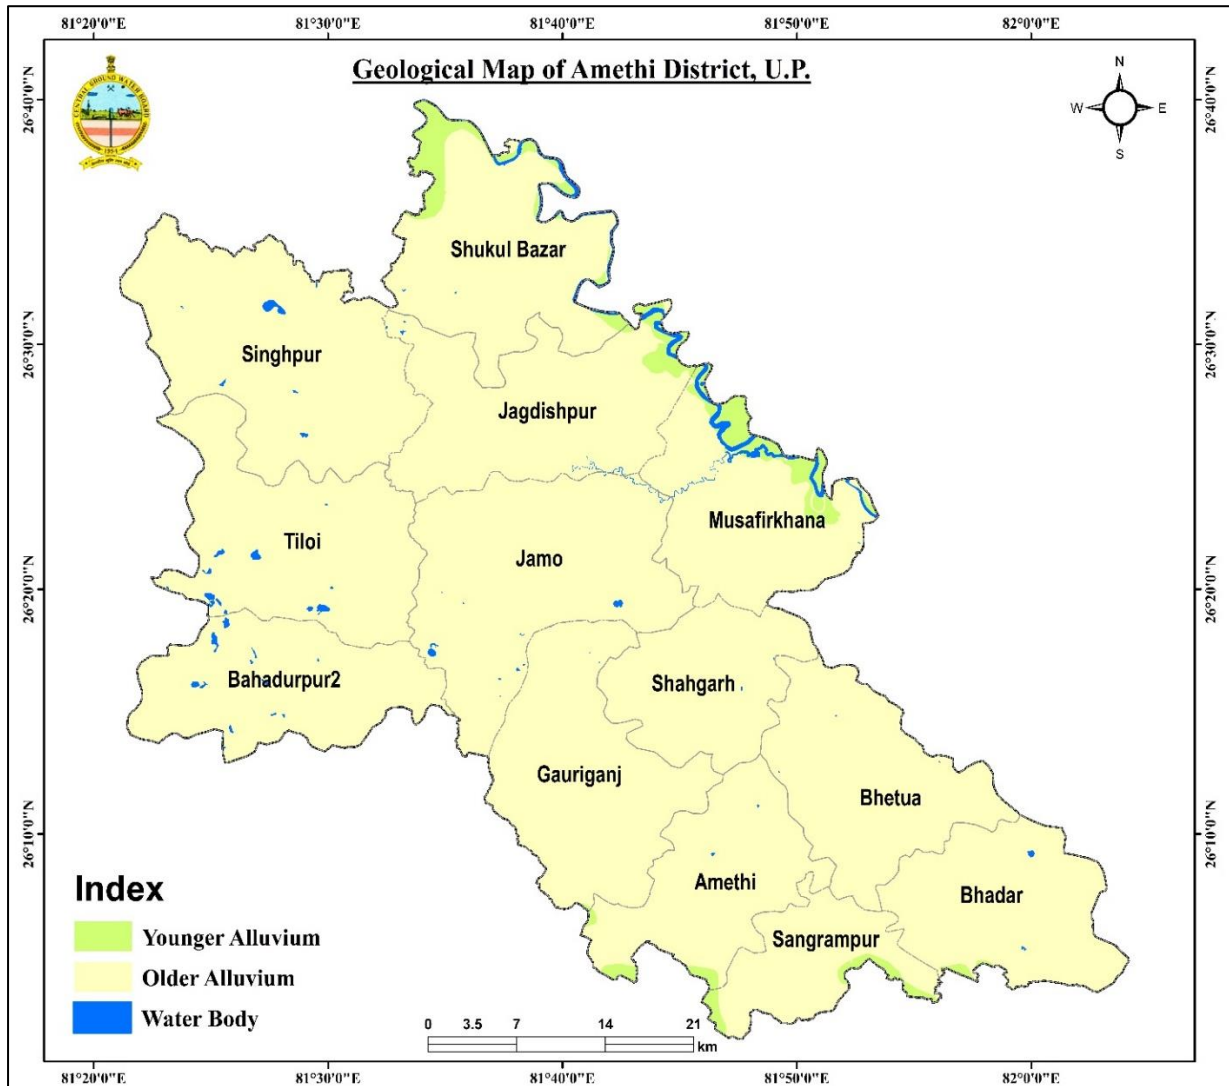 81°20'0"E 81°30'0"E 81°40'0"E 81°50'0"E 82°0'0"E
Geological Map of Amethi District, U.P.
CENTRAL GROUND WATER BOARD
N
W E
S
26°40'0"N 26°40'0"N
Shukul Bazar
26°30'0"N 26°30'0"N
Singhpur
Jagdishpur
Musafirkhana
Tiloi
Jamo
26°20'0"N 26°20'0"N
Bahadurpur2
Shahgarh
Gauriganj
Bhetua
26°10'0"N 26°10'0"N
Amethi
Bhadar
Sangrampur
Index
Younger Alluvium
Older Alluvium
Water Body
0 3.5 7 14 21
km
81°20'0"E 81°30'0"E 81°40'0"E 81°50'0"E 82°0'0"E